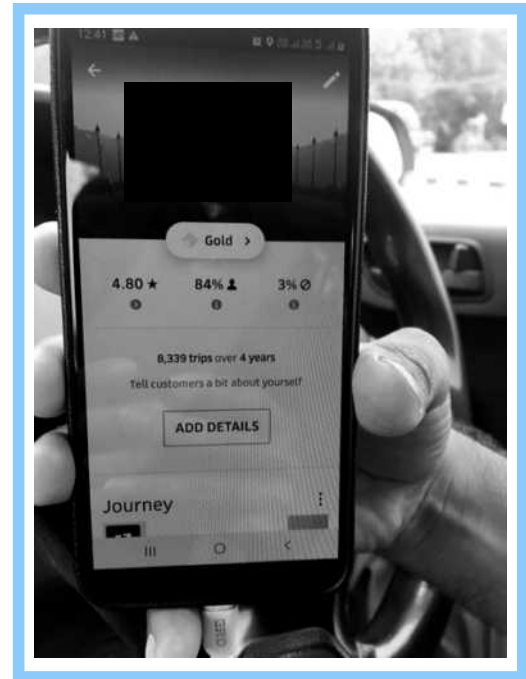 12:41
Gold >
4.80 ★ 84% 3%
8,339 trips over 4 years
Tell customers a bit about yourself
ADD DETAILS
Journey